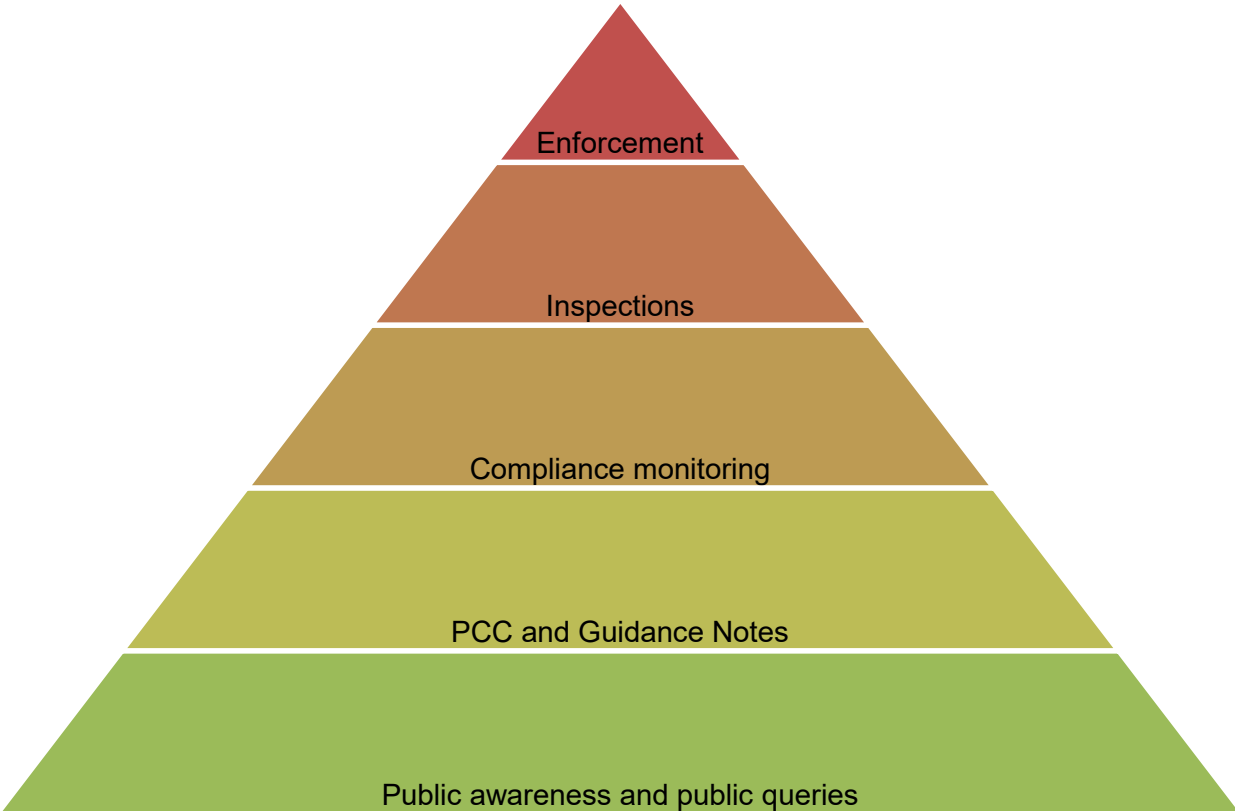 Enforcement
Inspections
Compliance monitoring
PCC and Guidance Notes
Public awareness and public queries